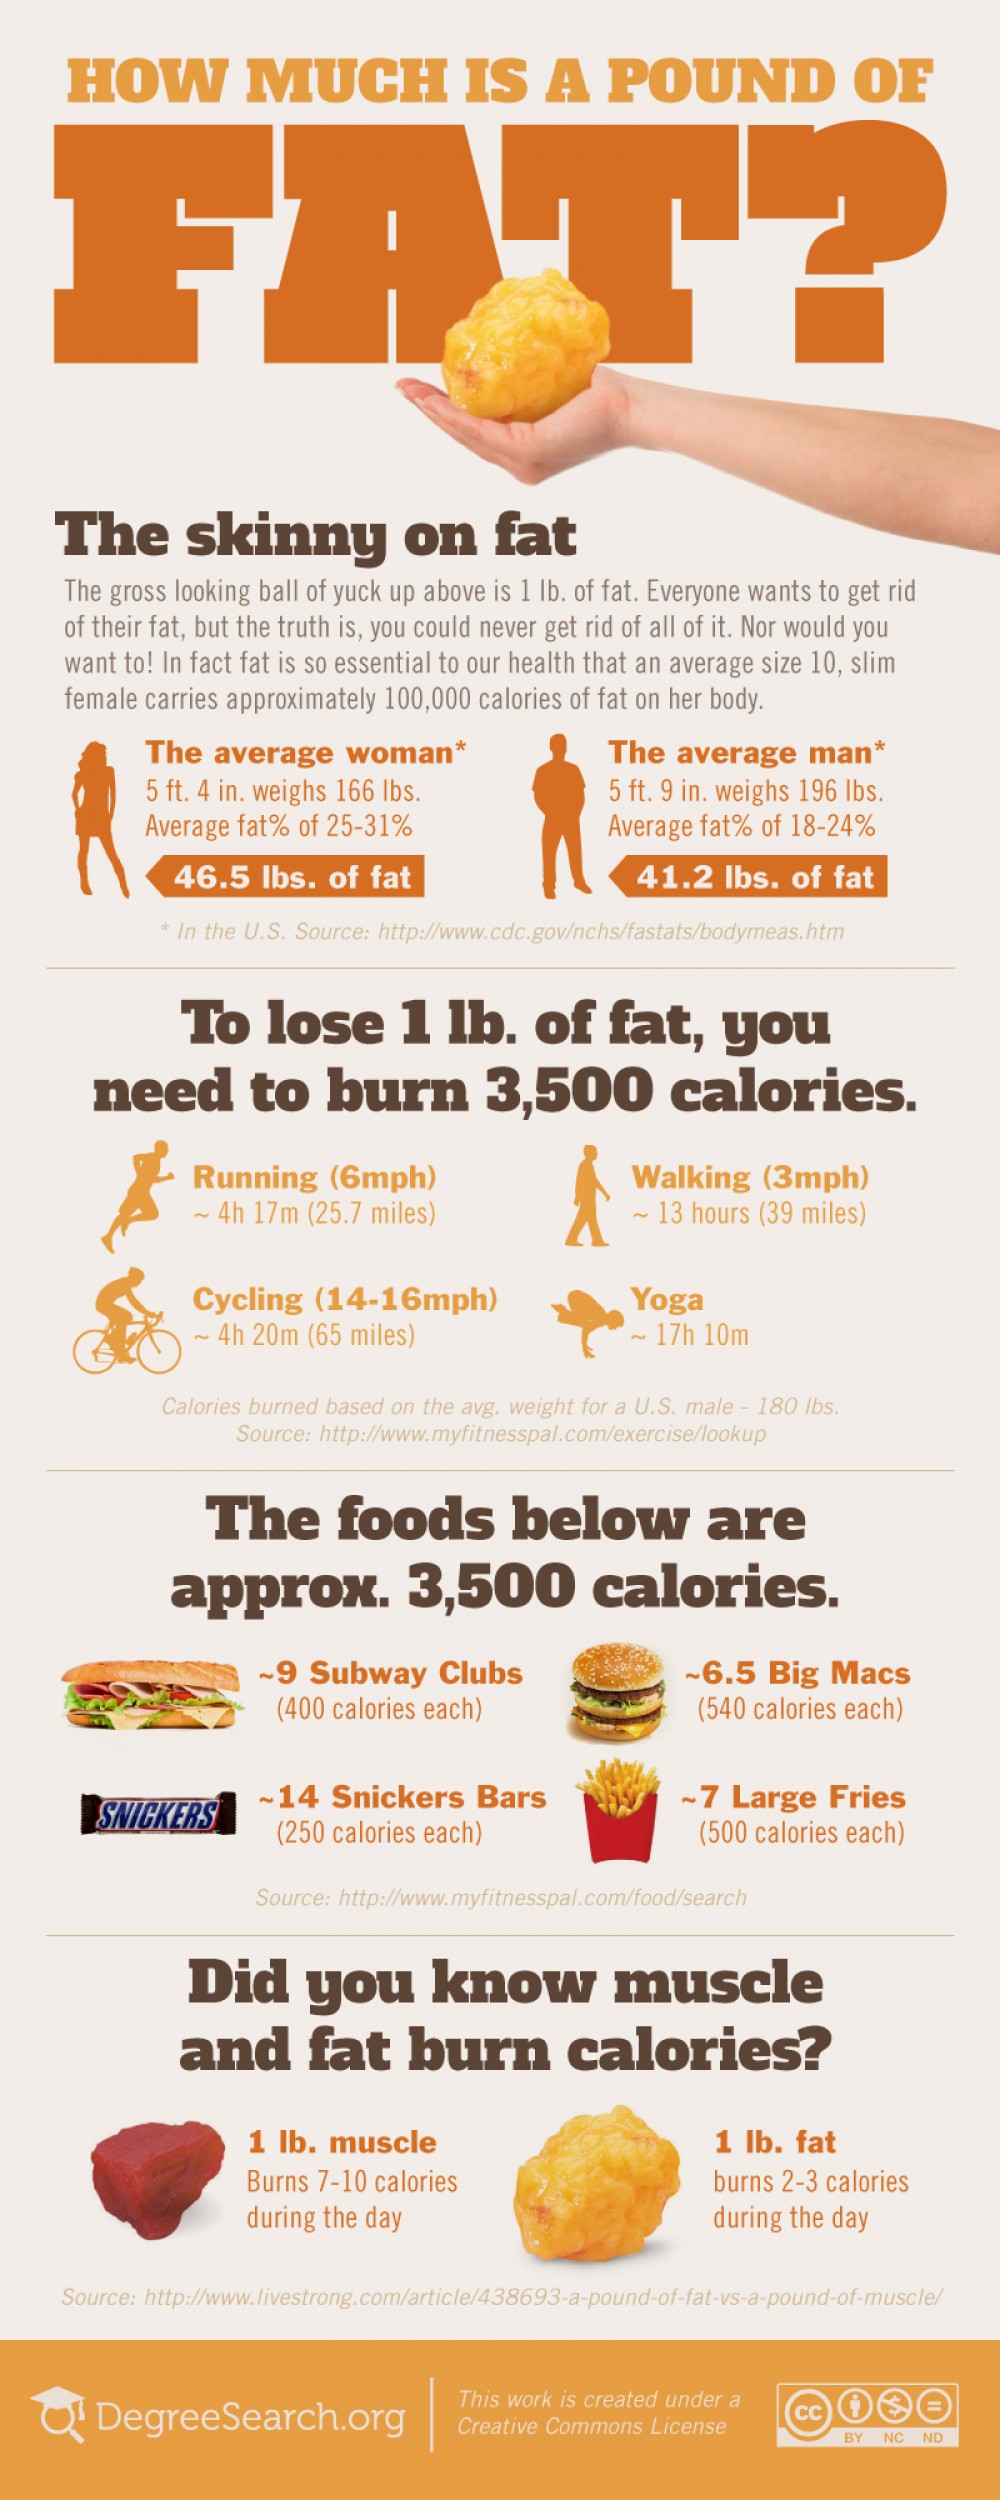 HOW MUCH IS A POUND OF
FAT?
The skinny on fat
The gross looking ball of yuck up above is 1 lb. of fat. Everyone wants to get rid
of their fat, but the truth is, you could never get rid of all of it. Nor would you
want to! In fact fat is so essential to our health that an average size 10, slim
female carries approximately 100,000 calories of fat on her body.
The average woman*
5 ft. 4 in. weighs 166 lbs.
Average fat% of 25-31%
46.5 lbs. of fat
The average man*
5 ft. 9 in. weighs 196 lbs.
Average fat% of 18-24%
41.2 lbs. of fat
* In the U.S. Source: http://www.cdc.gov/nchs/fastats/bodymeas.htm
To lose 1 lb. of fat, you
need to burn 3,500 calories.
Running (6mph)
~ 4h 17m (25.7 miles)
Walking (3mph)
~ 13 hours (39 miles)
Cycling (14-16mph)
~ 4h 20m (65 miles)
Yoga
~ 17h 10m
Calories burned based on the avg. weight for a U.S. male - 180 lbs.
Source: http://www.myfitnesspal.com/exercise/lookup
The foods below are
approx. 3,500 calories.
~9 Subway Clubs
(400 calories each)
~6.5 Big Macs
(540 calories each)
SNICKERS
~14 Snickers Bars
(250 calories each)
~7 Large Fries
(500 calories each)
Source: http://www.myfitnesspal.com/food/search
Did you know muscle
and fat burn calories?
1 lb. muscle
Burns 7-10 calories
during the day
1 lb. fat
burns 2-3 calories
during the day
Source: http://www.livestrong.com/article/438693-a-pound-of-fat-vs-a-pound-of-muscle/
DegreeSearch.org
This work is created under a
Creative Commons License
cc
BY NC ND